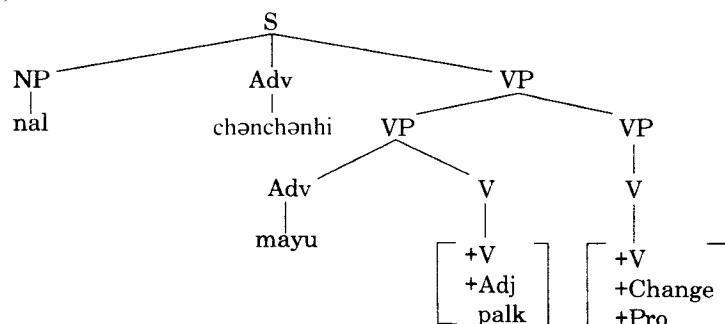 S
NP Adv VP
nal chənchənhi VP VP
Adv V V
mayu
+V +V
+Adj +Change
palk +Pro